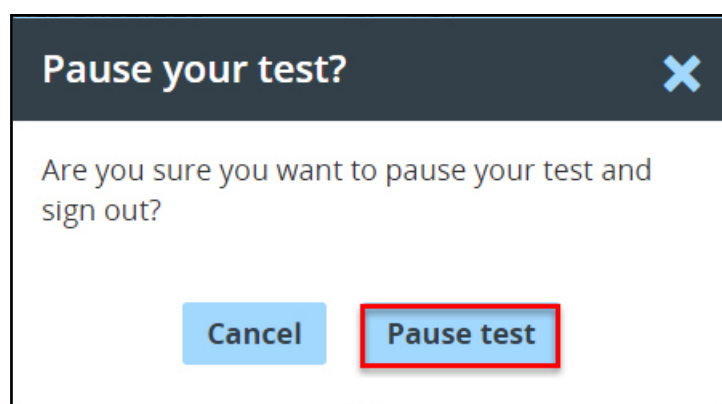 Pause your test?
Are you sure you want to pause your test and
sign out?
Cancel
Pause test